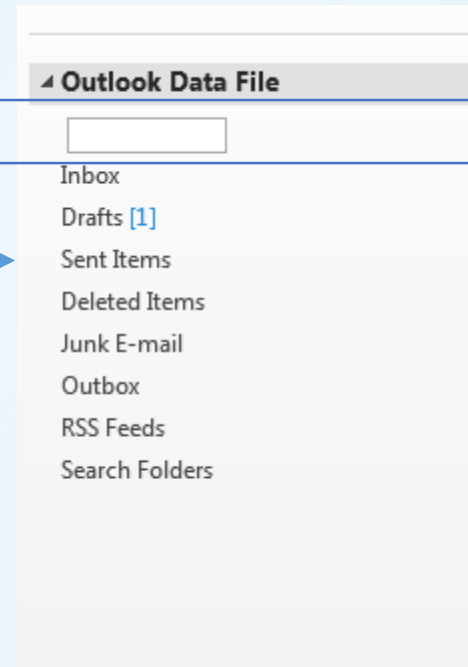 Outlook Data File
Inbox
Drafts [1]
Sent Items
Deleted Items
Junk E-mail
Outbox
RSS Feeds
Search Folders